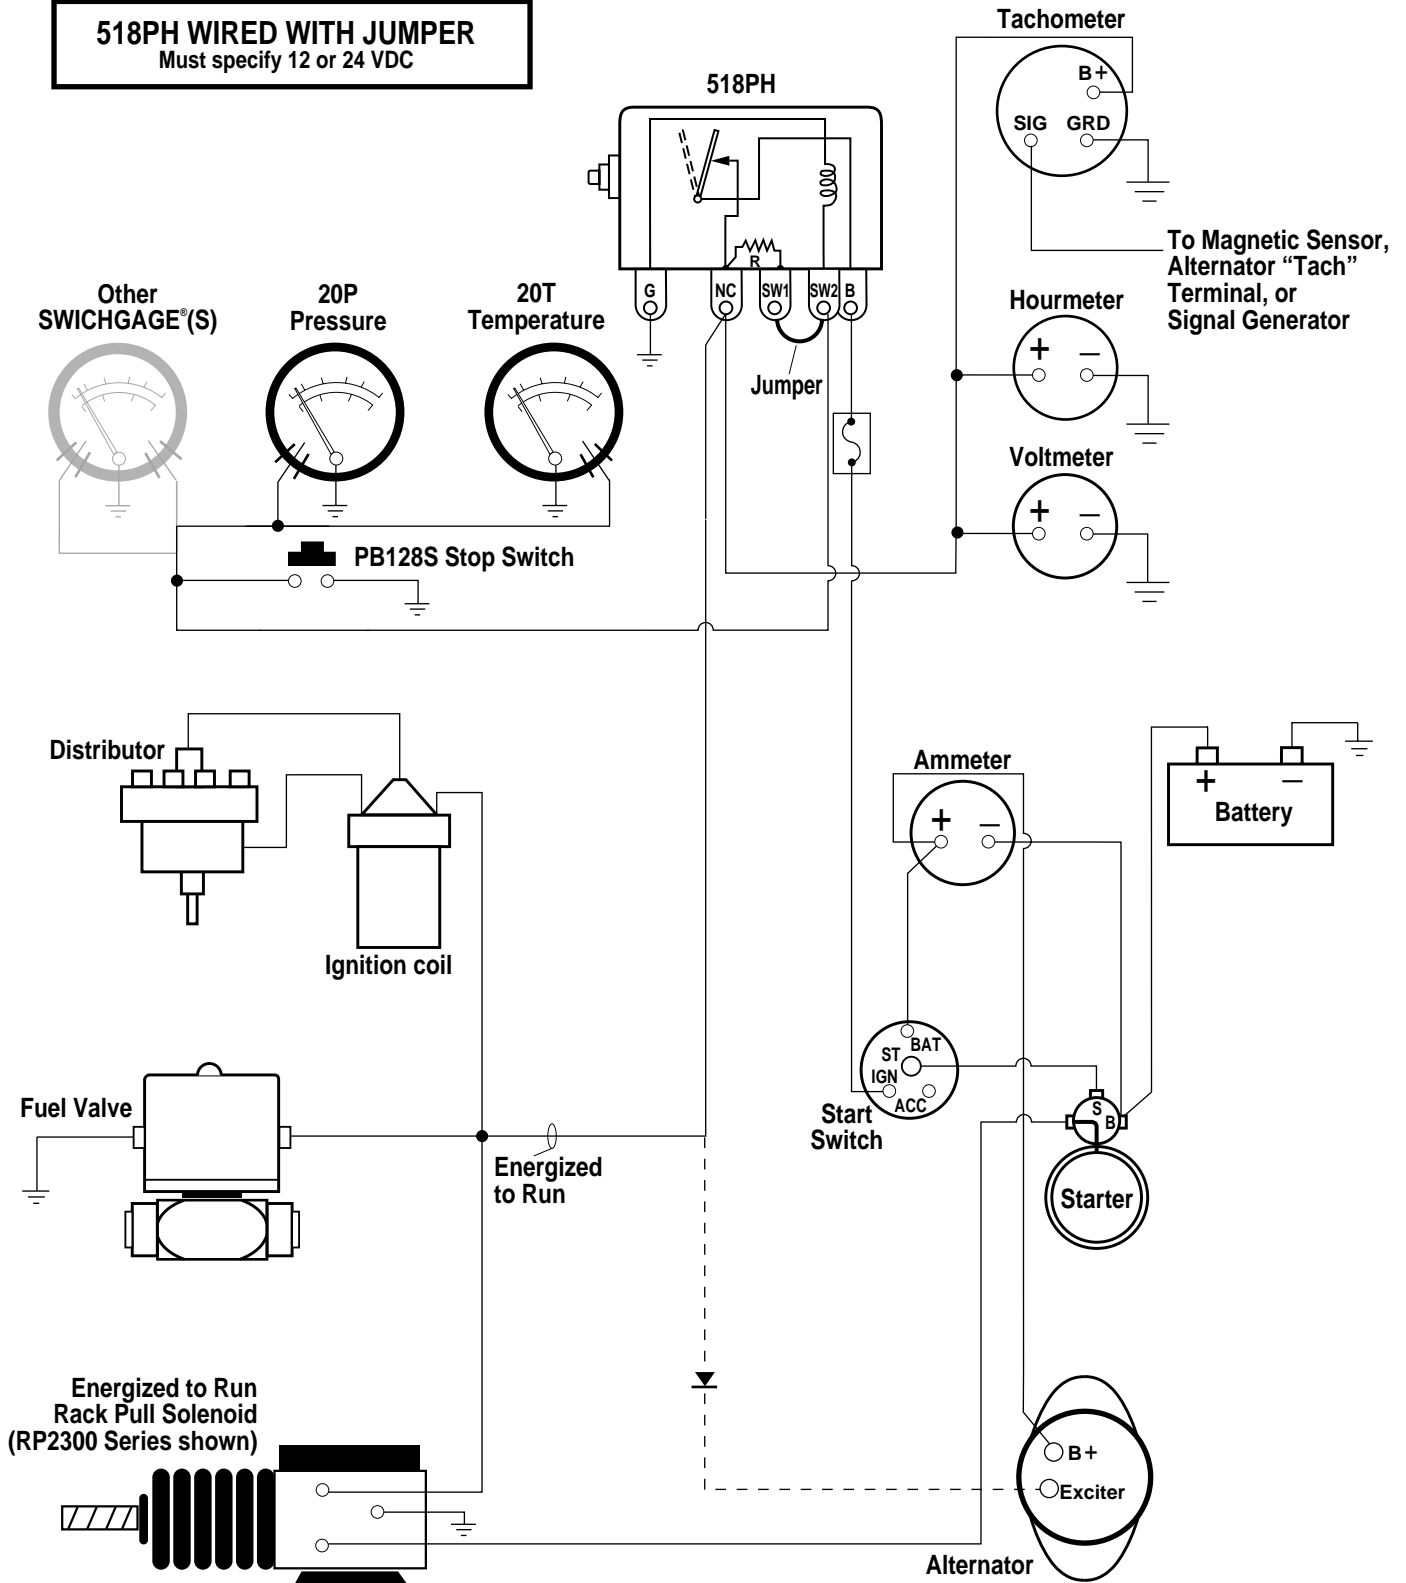 518PH WIRED WITH JUMPER
Must specify 12 or 24 VDC
518PH
Tachometer
B+
SIG GRD
To Magnetic Sensor,
Alternator “Tach”
Terminal, or
Signal Generator
R
G NC SW1 SW2 B
Jumper
Other
SWICHGAGE®(S)
20P
Pressure
20T
Temperature
Hourmeter
+ –
Voltmeter
+ –
PB128S Stop Switch
Distributor
Ignition coil
Ammeter
+ –
+ –
Battery
Fuel Valve
Energized
to Run
BAT
ST
IGN
ACC
Start
Switch
S
B
Starter
Energized to Run
Rack Pull Solenoid
(RP2300 Series shown)
B+
Exciter
Alternator